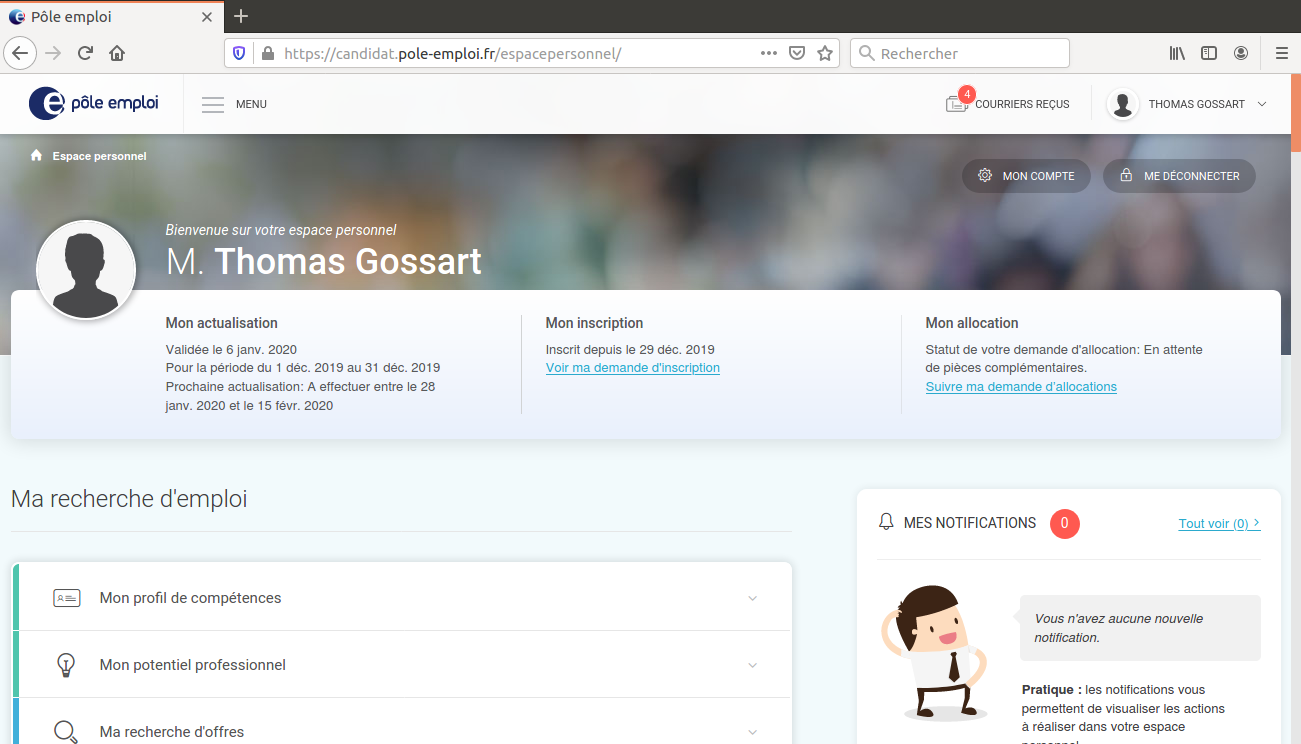 Pôle emploi
https://candidat.pole-emploi.fr/espacepersonnel/
Rechercher
pôle emploi
MENU
4
COURRIERS REÇUS
THOMAS GOSSART
Espace personnel
MON COMPTE
ME DÉCONNECTER
Bienvenue sur votre espace personnel
M. Thomas Gossart
Mon actualisation
Validée le 6 janv. 2020
Pour la période du 1 déc. 2019 au 31 déc. 2019
Prochaine actualisation: A effectuer entre le 28
janv. 2020 et le 15 févr. 2020
Mon inscription
Inscrit depuis le 29 déc. 2019
Voir ma demande d'inscription
Mon allocation
Statut de votre demande d'allocation: En attente
de pièces complémentaires.
Suivre ma demande d'allocations
Ma recherche d'emploi
Mon profil de compétences
Mon potentiel professionnel
Ma recherche d'offres
MES NOTIFICATIONS
0
Tout voir (0)
Vous n'avez aucune nouvelle
notification.
Pratique : les notifications vous
permettent de visualiser les actions
à réaliser dans votre espace